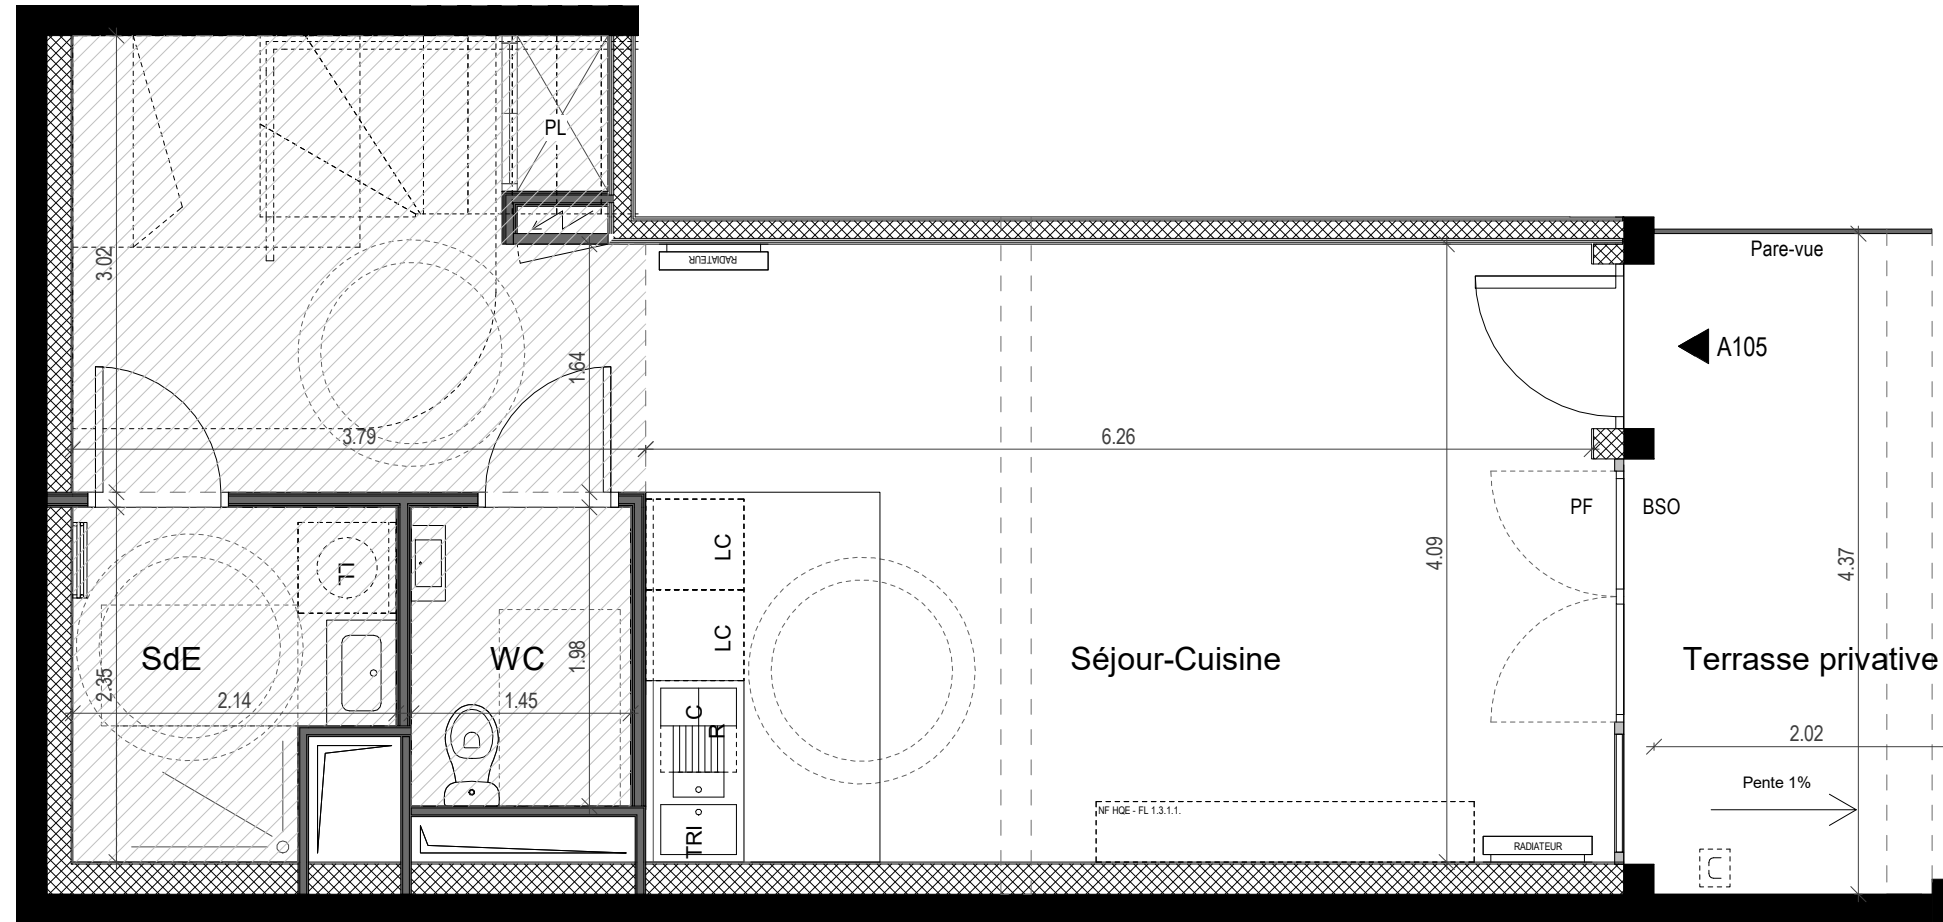 PL
3.02
RADIATEUR
Pare-vue
A105
1.64
3.79
6.26
PF
BSO
4.09
4.37
LL
LC
LC
SdE
WC
1.98
Séjour-Cuisine
Terrasse privative
2.35
2.14
1.45
C
R
2.02
Pente 1%
NF HQE - FL 1.3.1.1.
TRI
RADIATEUR